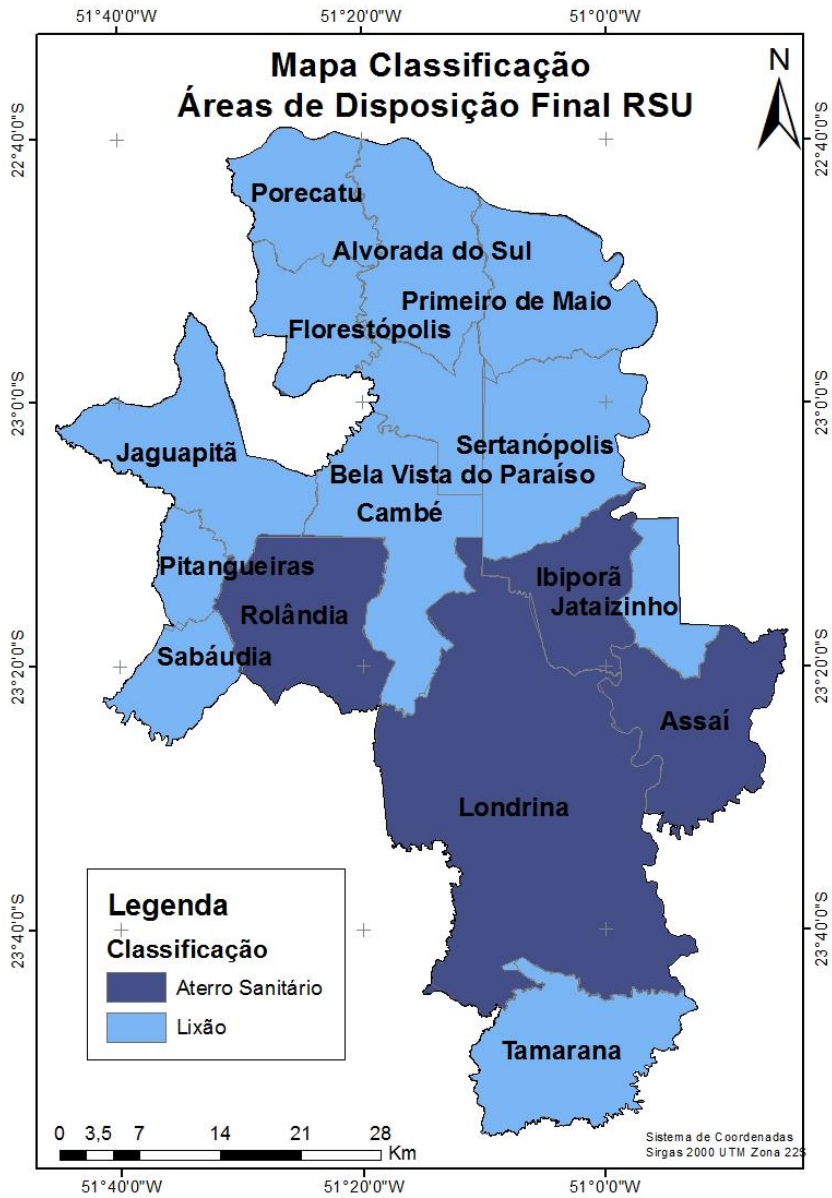 51°40'0"W 51°20'0"W 51°0'0"W
Mapa Classificação
Áreas de Disposição Final RSU
N
22°40'0"S 22°40'0"S
Porecatu
Alvorada do Sul
Primeiro de Maio
Florestópolis
23°0'0"S 23°0'0"S
Jaguapitã
Sertanópolis
Bela Vista do Paraíso
Cambé
Pitangueiras
Ibiporã
Jataizinho
Rolândia
Sabáudia
23°20'0"S 23°20'0"S
Assaí
Londrina
Legenda
Classificação
Aterro Sanitário
Lixão
23°40'0"S 23°40'0"S
Tamarana
0 3,5 7 14 21 28
Km
Sistema de Coordenadas
Sirgas 2000 UTM Zona 22S
51°40'0"W 51°20'0"W 51°0'0"W